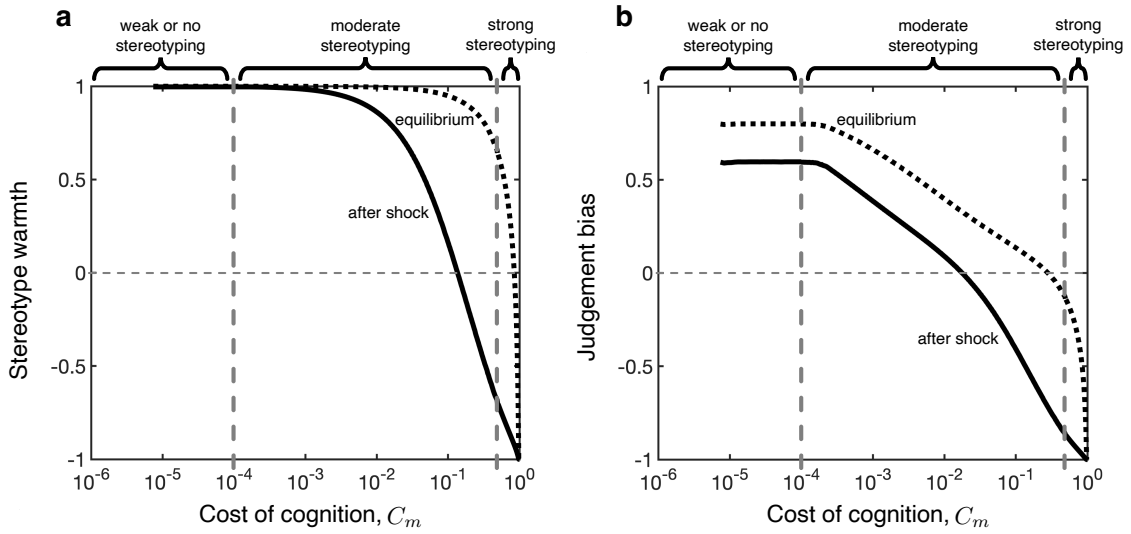 a
weak or no
stereotyping
moderate
stereotyping
strong
stereotyping
1
0.5
0
-0.5
-1
Stereotype warmth
equilibrium
after shock
10^-6
10^-5
10^-4
10^-3
10^-2
10^-1
10^0
Cost of cognition, C_m
b
weak or no
stereotyping
moderate
stereotyping
strong
stereotyping
1
0.5
0
-0.5
-1
Judgement bias
equilibrium
after shock
10^-6
10^-5
10^-4
10^-3
10^-2
10^-1
10^0
Cost of cognition, C_m